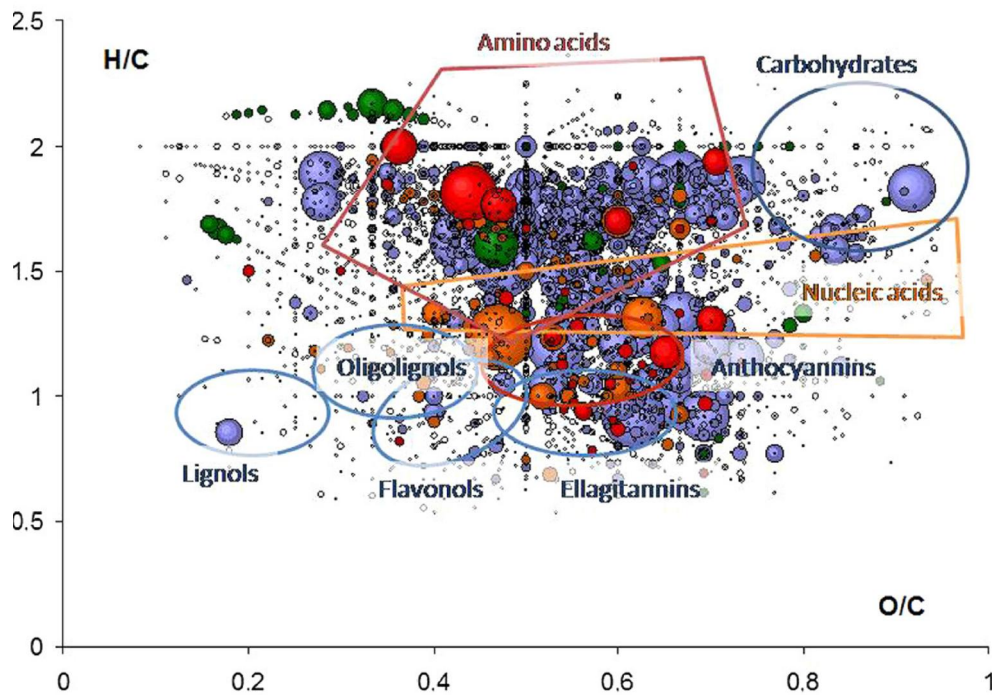 2.5
H/C
Amino acids
Carbohydrates
2
1.5
Nucleic acids
Oligolignols
Anthocyannins
1
Lignols
Flavonols
Ellagitannins
0.5
O/C
0
0
0.2
0.4
0.6
0.8
1